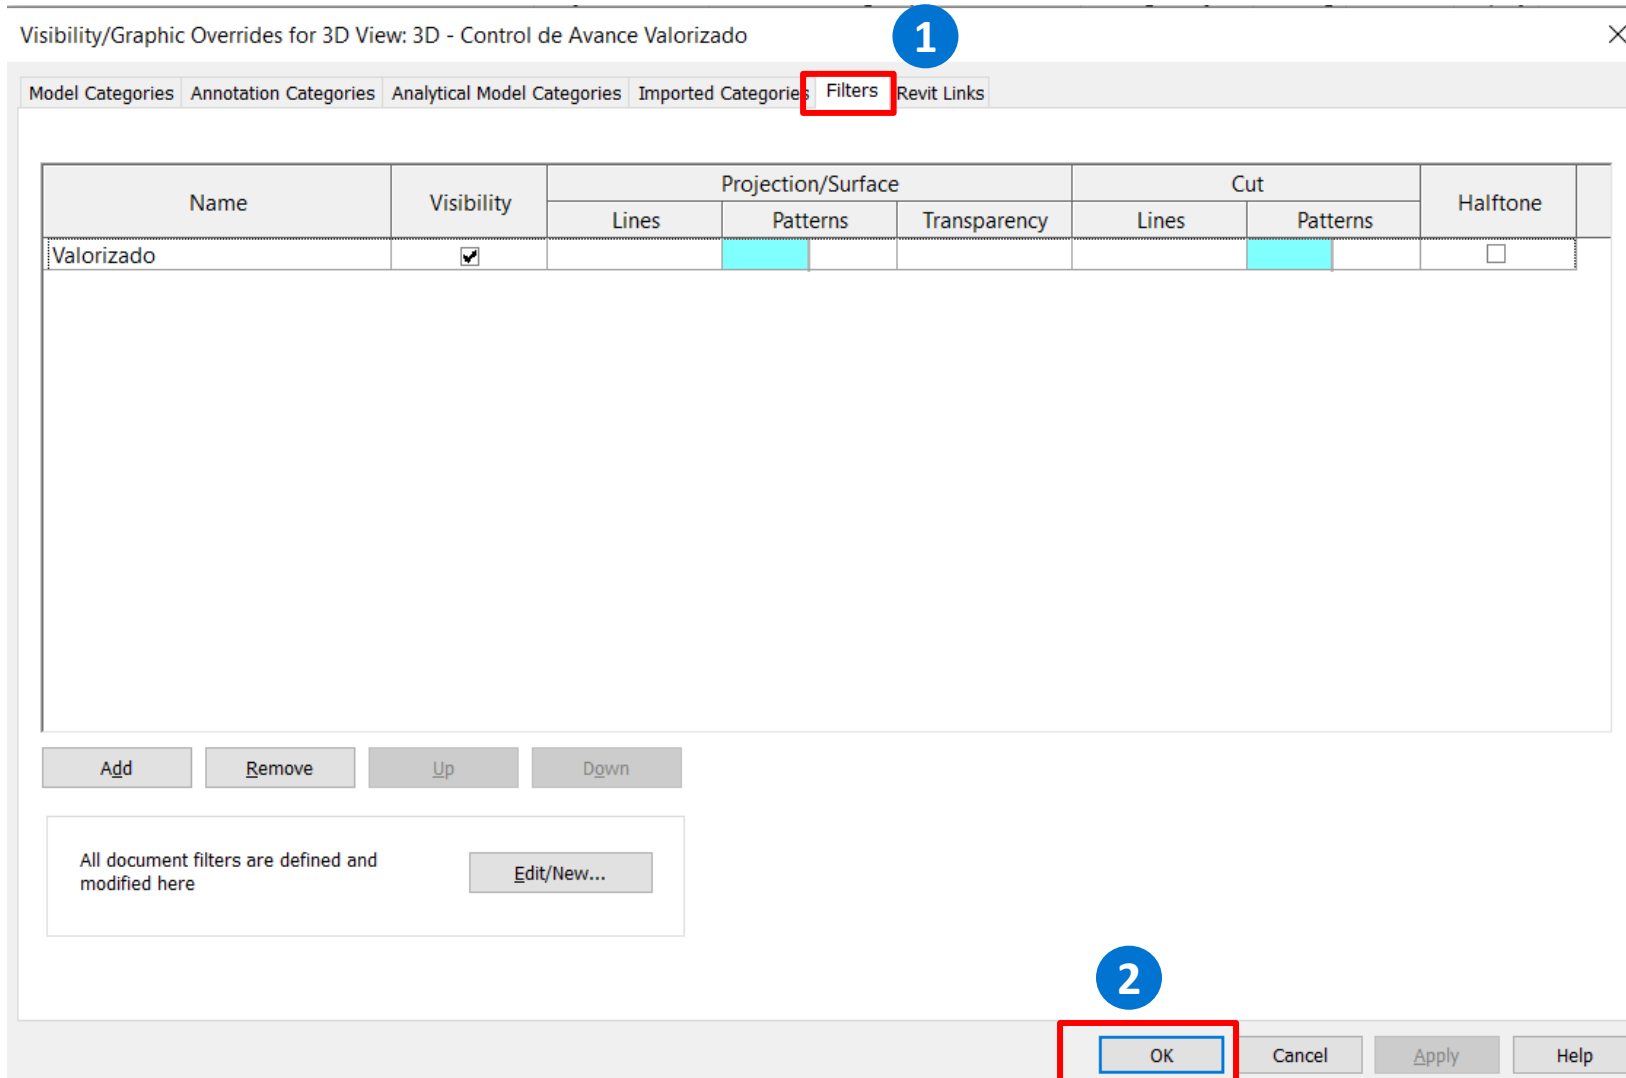 Visibility/Graphic Overrides for 3D View: 3D - Control de Avance Valorizado
1
Model Categories Annotation Categories Analytical Model Categories Imported Categories Filters Revit Links
Name Visibility Projection/Surface Cut Halftone
Lines Patterns Transparency Lines Patterns
Valorizado
Add Remove Up Down
All document filters are defined and
modified here
Edit/New...
2
OK Cancel Apply Help